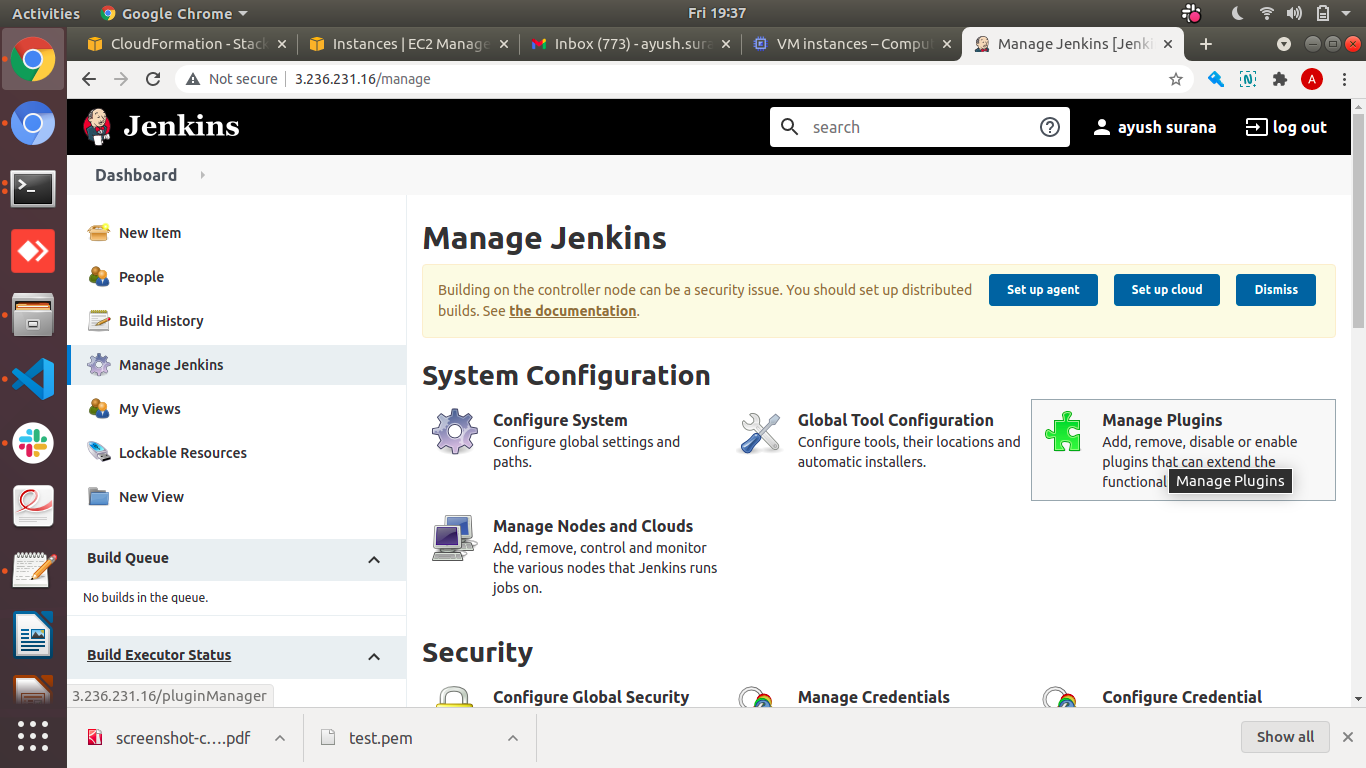 Activities
Google Chrome
Fri 19:37
CloudFormation - Stack
Instances | EC2 Manage
Inbox (773) - ayush.sura
VM instances – Comput
Manage Jenkins [Jenki
Not secure
3.236.231.16/manage
A
Jenkins
search
ayush surana
log out
Dashboard
New Item
People
Build History
Manage Jenkins
My Views
Lockable Resources
New View
Build Queue
No builds in the queue.
Build Executor Status
3.236.231.16/pluginManager
Manage Jenkins
Building on the controller node can be a security issue. You should set up distributed
builds. See the documentation.
Set up agent
Set up cloud
Dismiss
System Configuration
Configure System
Configure global settings and
paths.
Global Tool Configuration
Configure tools, their locations and
automatic installers.
Manage Plugins
Add, remove, disable or enable
plugins that can extend the
functional
Manage Plugins
Manage Nodes and Clouds
Add, remove, control and monitor
the various nodes that Jenkins runs
jobs on.
Security
Configure Global Security
Manage Credentials
Configure Credential
screenshot-c....pdf
test.pem
Show all